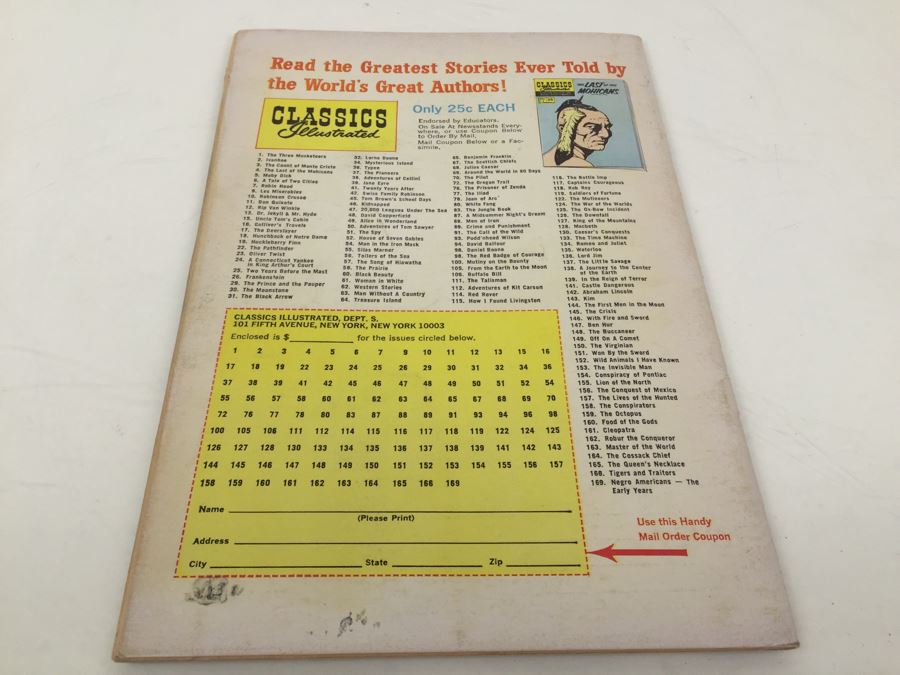 Read the Greatest Stories Ever Told by
the World's Great Authors!
CLASSICS
Illustrated
Only 25c EACH
Endorsed by Educators.
On Sale At Newsstands Every-
where, or use Coupon Below
to Order By Mail.
Mail Coupon Below or a Fac-
simile.
CLASSICS
Illustrated
THE LAST OF THE
MOHICANS
1. The Three Musketeers
2. Ivanhoe
3. The Count of Monte Cristo
4. The Last of the Mohicans
5. Moby Dick
6. A Tale of Two Cities
7. Robin Hood
9. Les Miserables
10. Robinson Crusoe
11. Don Quixote
12. Rip Van Winkle
13. Dr. Jekyll & Mr. Hyde
15. Uncle Tom's Cabin
16. Gulliver's Travels
17. The Deerslayer
18. Hunchback of Notre Dame
19. Huckleberry Finn
22. The Pathfinder
23. Oliver Twist
24. A Connecticut Yankee
in King Arthur's Court
25. Two Years Before the Mast
26. Frankenstein
29. The Prince and the Pauper
30. The Moonstone
31. The Black Arrow
32. Lorna Doone
34. Mysterious Island
36. Typee
37. The Pioneers
38. Adventures of Cellini
39. Jane Eyre
41. Twenty Years After
42. Swiss Family Robinson
45. Tom Brown's School Days
46. Kidnapped
47. 20,000 Leagues Under The Sea
48. David Copperfield
49. Alice in Wonderland
50. Adventures of Tom Sawyer
51. The Spy
52. House of Seven Gables
54. Man in the Iron Mask
55. Silas Marner
56. Toilers of the Sea
57. The Song of Hiawatha
58. The Prairie
60. Black Beauty
61. Woman in White
62. Western Stories
63. Man Without A Country
64. Treasure Island
65. Benjamin Franklin
67. The Scottish Chiefs
68. Julius Caesar
69. Around the World in 80 Days
70. The Pilot
72. The Oregon Trail
76. The Prisoner of Zenda
77. The Iliad
78. Joan of Arc
80. White Fang
83. The Jungle Book
87. A Midsummer Night's Dream
88. Men of Iron
89. Crime and Punishment
91. The Call of the Wild
93. Pudd'nhead Wilson
94. David Balfour
96. Daniel Boone
98. The Red Badge of Courage
100. Mutiny on the Bounty
105. From the Earth to the Moon
106. Buffalo Bill
111. The Talisman
112. Adventures of Kit Carson
114. Red Rover
115. How I Found Livingston
116. The Bottle Imp
117. Captains Courageous
118. Rob Roy
119. Soldiers of Fortune
122. The Mutineers
124. The War of the Worlds
125. The Ox-Bow Incident
126. The Downfall
127. King of the Mountains
128. Macbeth
130. Caesar's Conquests
133. The Time Machine
134. Romeo and Juliet
135. Waterloo
136. Lord Jim
137. The Little Savage
138. A Journey to the Center
of the Earth
139. In the Reign of Terror
141. Castle Dangerous
142. Abraham Lincoln
143. Kim
144. The First Men in the Moon
145. The Crisis
146. With Fire and Sword
147. Ben Hur
148. The Buccaneer
149. Off On A Comet
150. The Virginian
151. Won By the Sword
152. Wild Animals I Have Known
153. The Invisible Man
154. Conspiracy of Pontiac
155. Lion of the North
156. The Conquest of Mexico
157. The Lives of the Hunted
158. The Conspirators
159. The Octopus
160. Food of the Gods
161. Cleopatra
162. Robur the Conqueror
163. Master of the World
164. The Cossack Chief
165. The Queen's Necklace
166. Tigers and Traitors
169. Negro Americans — The
Early Years
CLASSICS ILLUSTRATED, DEPT. S.
101 FIFTH AVENUE, NEW YORK, NEW YORK 10003
Enclosed is $ for the issues circled below.
1 2 3 4 5 6 7 9 10 11 12 13 15 16
17 18 19 22 23 24 25 26 29 30 31 32 34 36
37 38 39 41 42 45 46 47 48 49 50 51 52 54
55 56 57 58 60 61 62 63 64 65 67 68 69 70
72 76 77 78 80 83 87 88 89 91 93 94 96 98
100 105 106 111 112 114 115 116 117 118 119 122 124 125
126 127 128 130 133 134 135 136 137 138 139 141 142 143
144 145 146 147 148 149 150 151 152 153 154 155 156 157
158 159 160 161 162 163 164 165 166 169
Name
(Please Print)
Address
City State Zip
Use this Handy
Mail Order Coupon